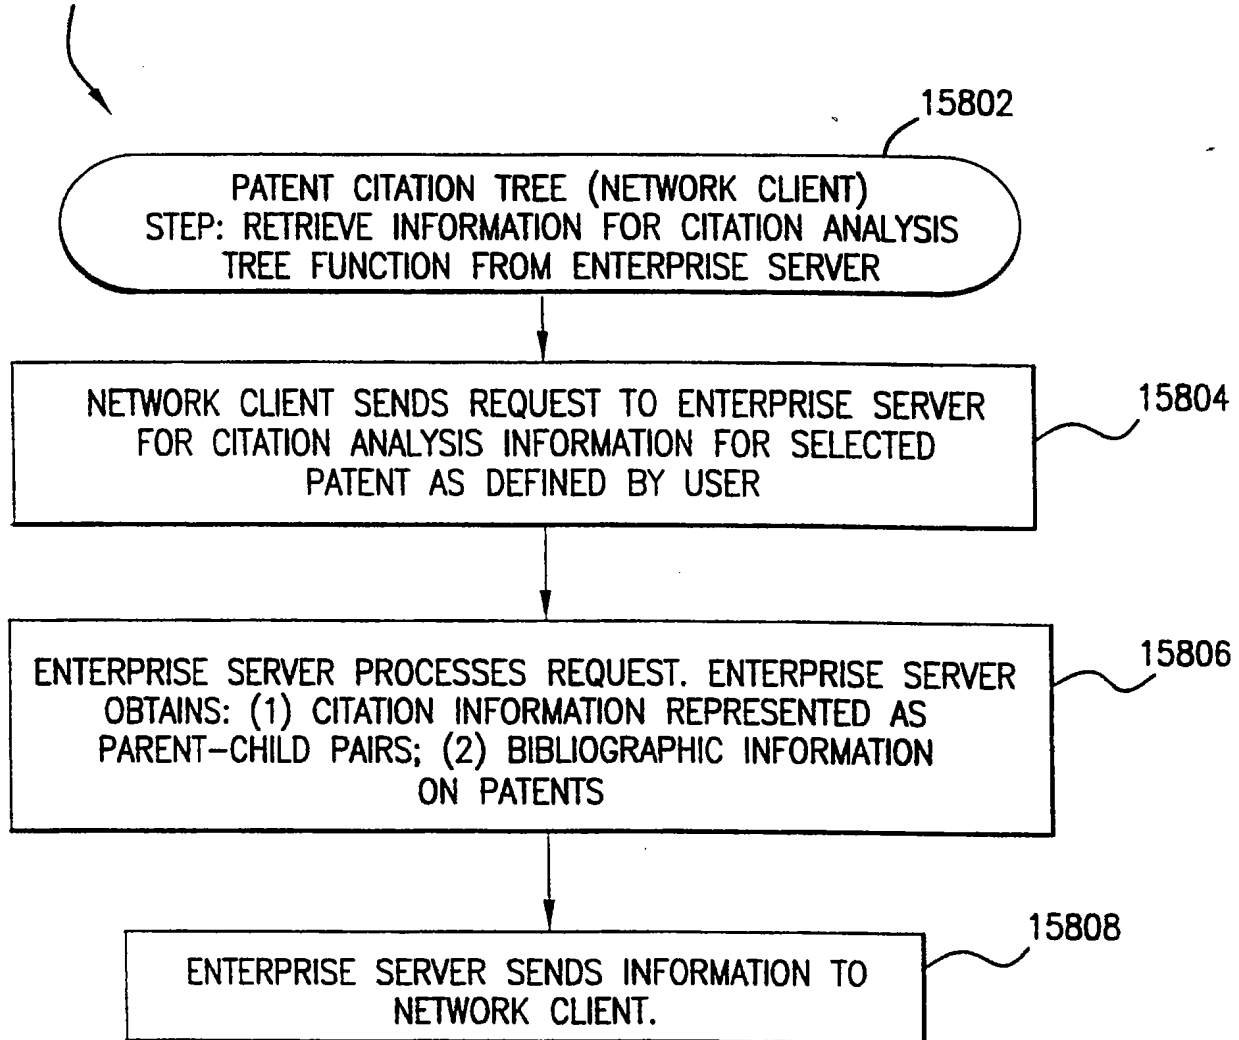 15802
PATENT CITATION TREE (NETWORK CLIENT)
STEP: RETRIEVE INFORMATION FOR CITATION ANALYSIS
TREE FUNCTION FROM ENTERPRISE SERVER
15804
NETWORK CLIENT SENDS REQUEST TO ENTERPRISE SERVER
FOR CITATION ANALYSIS INFORMATION FOR SELECTED
PATENT AS DEFINED BY USER
15806
ENTERPRISE SERVER PROCESSES REQUEST. ENTERPRISE SERVER
OBTAINS: (1) CITATION INFORMATION REPRESENTED AS
PARENT-CHILD PAIRS; (2) BIBLIOGRAPHIC INFORMATION
ON PATENTS
15808
ENTERPRISE SERVER SENDS INFORMATION TO
NETWORK CLIENT.